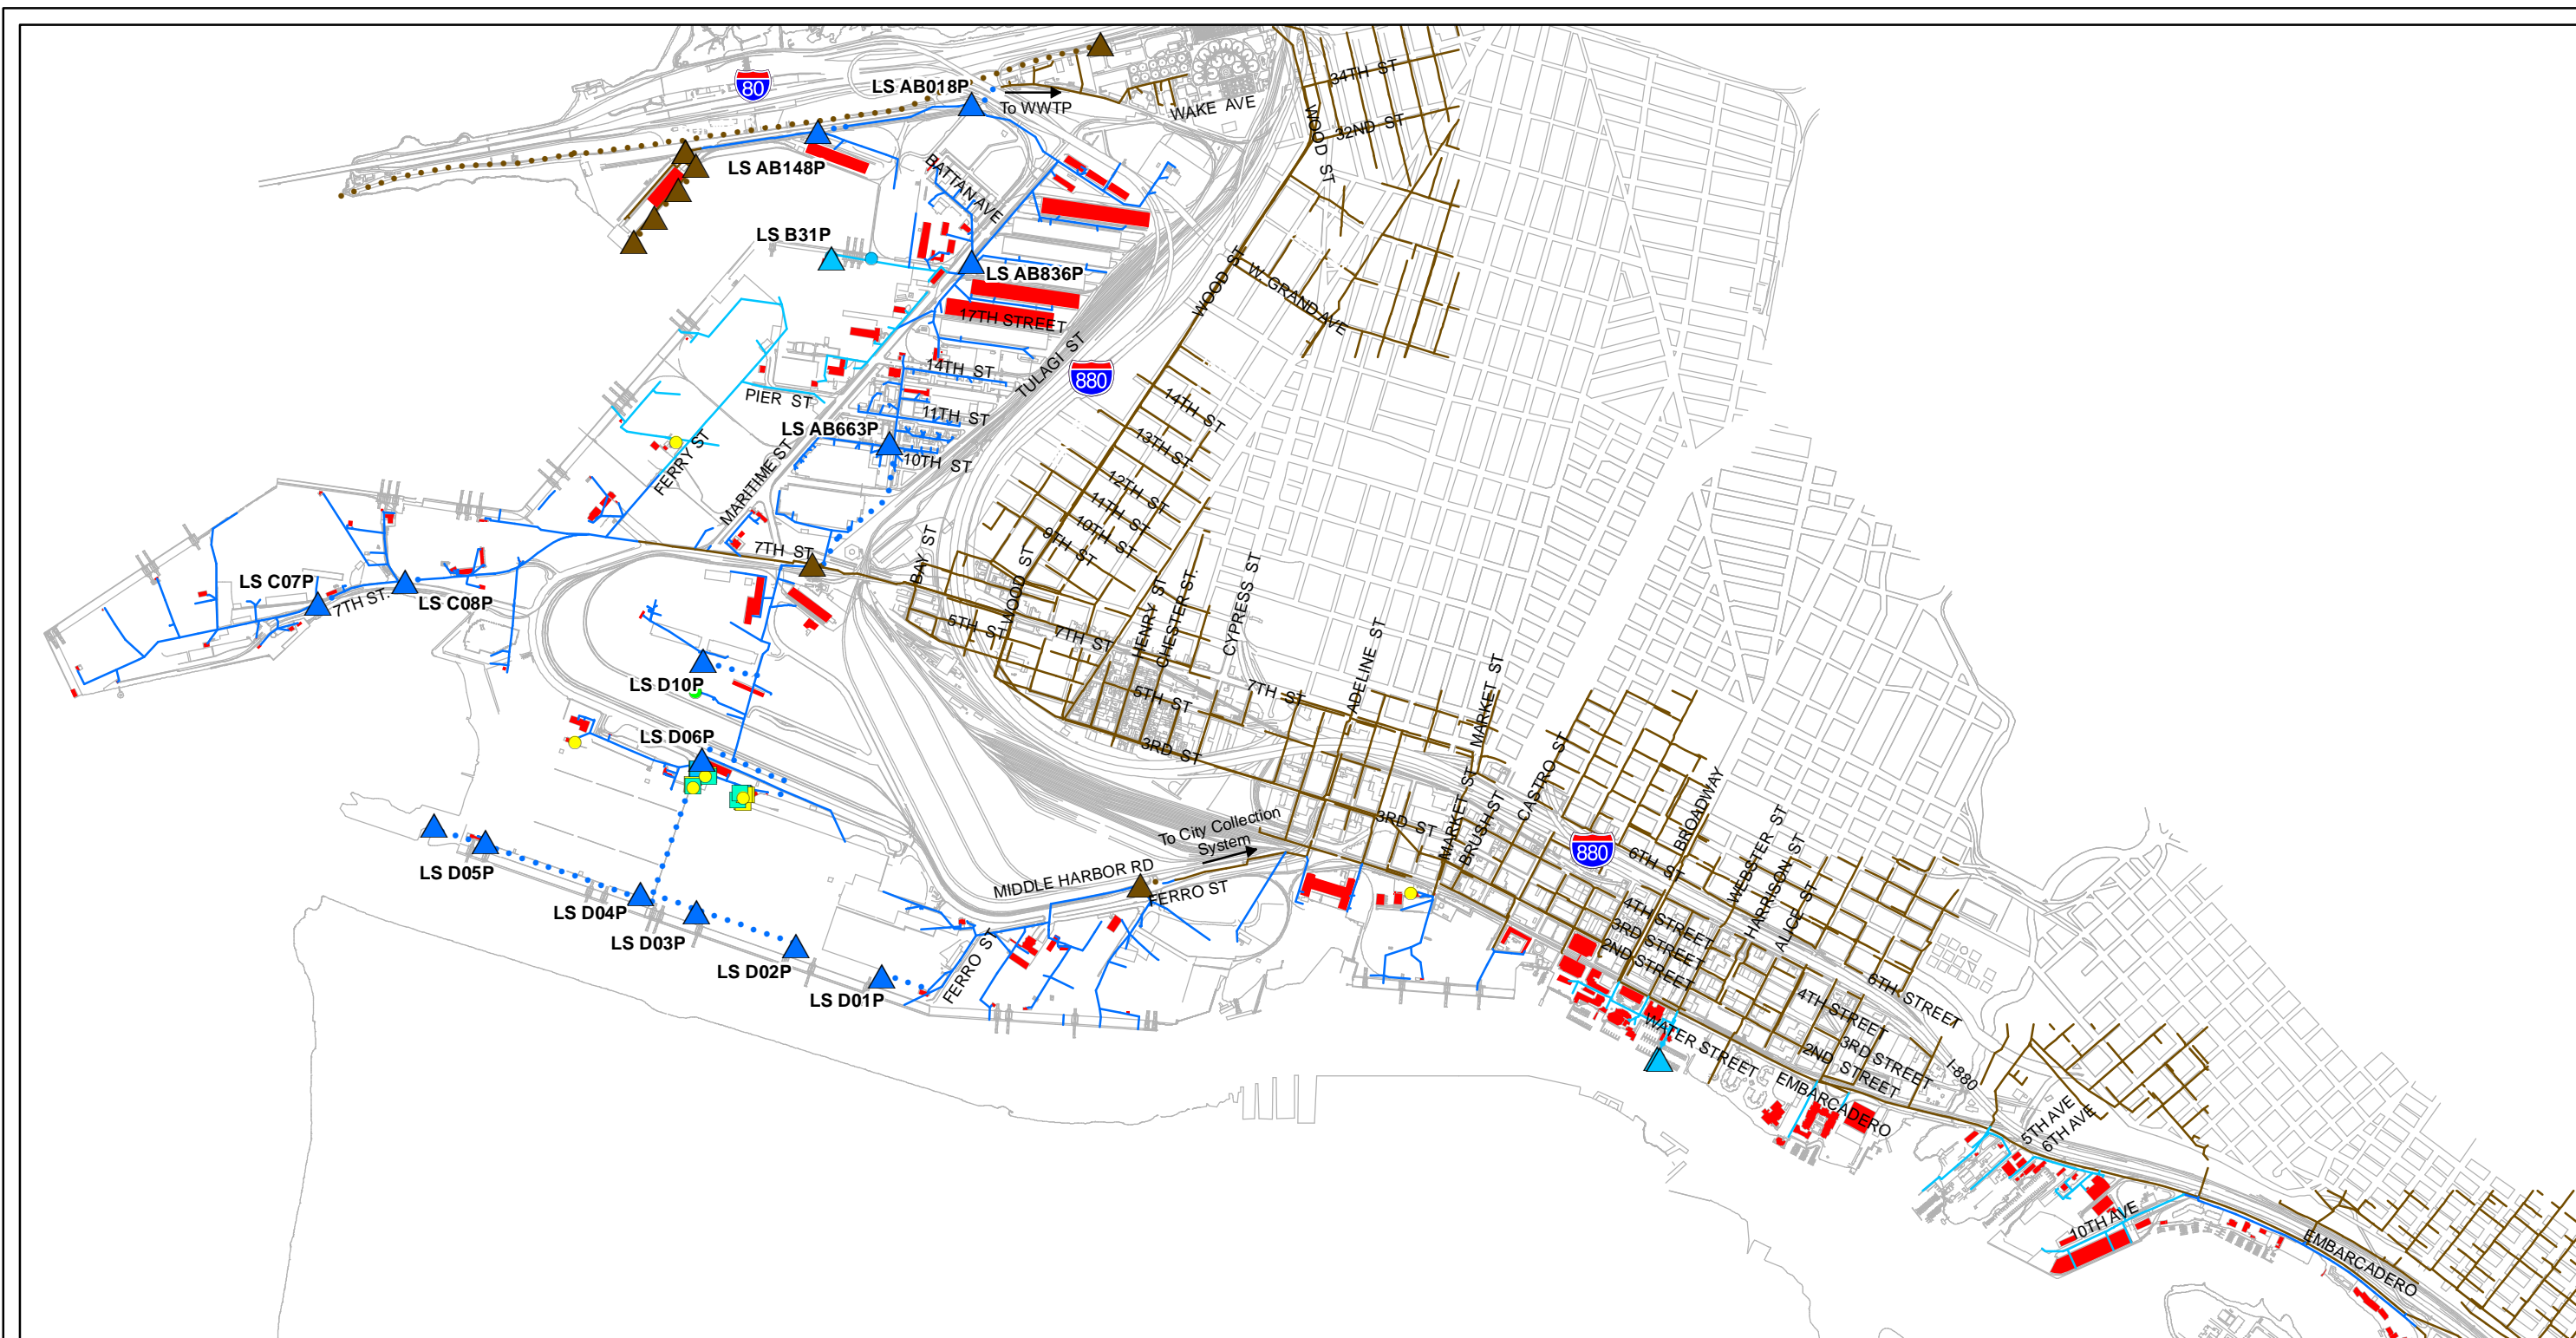 80
LS AB018P
To WWTP
WAKE AVE
34TH ST
32ND ST
WOOD ST
LS AB148P
BATTAN AVE
LS B31P
LS AB836P
WOOD ST
W. GRAND AVE
17TH STREET
TULAGI ST
880
14TH ST
PIER ST
11TH ST
LS AB663P
10TH ST
FERRY ST
MARITIME ST
14TH ST
13TH ST
12TH ST
11TH ST
10TH ST
9TH ST
7TH ST
BAY ST
WOOD ST
LS C07P
7TH ST.
LS C08P
5TH ST
7TH ST
HENRY ST
CHESTER ST.
CYPRESS ST
5TH ST
7TH ST
ADELINE ST
MARKET ST
LS D10P
LS D06P
3RD ST
CASTRO ST
BROADWAY
LS D05P
To City Collection
System
3RD ST
MARKET ST
BRUSH ST
880
6TH ST
WEBSTER ST
HARRISON ST
ALICE ST
MIDDLE HARBOR RD
FERRO ST
LS D04P
LS D03P
LS D02P
LS D01P
FERRO ST
4TH STREET
3RD STREET
2ND STREET
6TH STREET
4TH STREET
3RD STREET
2ND STREET
WATER STREET
EMBARCADERO
I-880
5TH AVE
6TH AVE
10TH AVE
EMBARCADERO